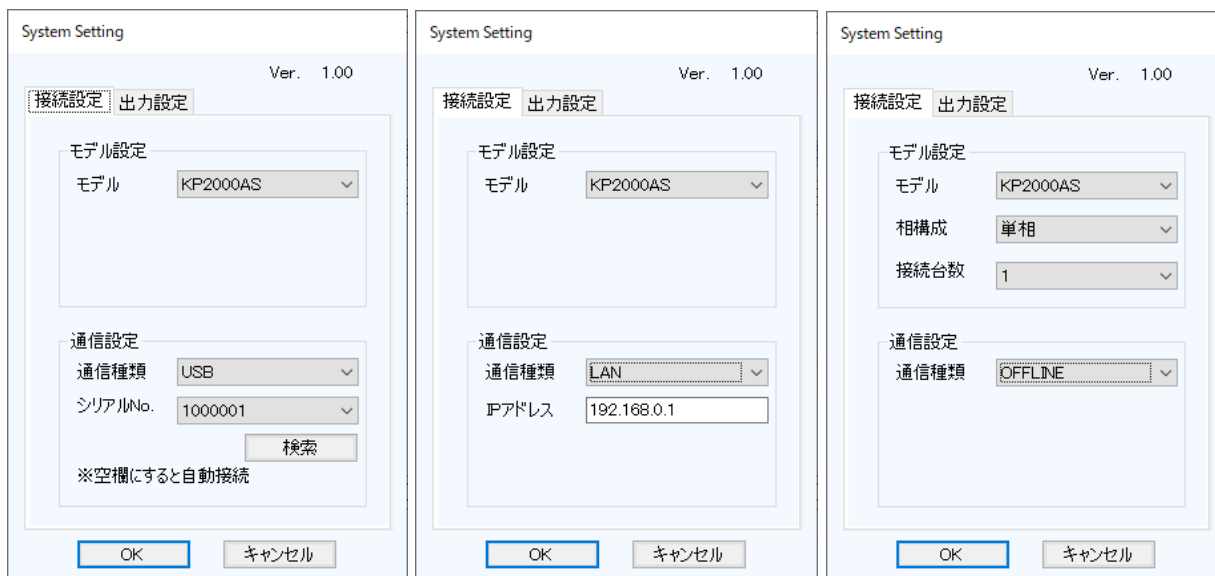 System Setting
Ver. 1.00
接続設定 出力設定
モデル設定
モデル KP2000AS
通信設定
通信種類 USB
シリアルNo. 1000001
検索
※空欄にすると自動接続
OK キャンセル
System Setting
Ver. 1.00
接続設定 出力設定
モデル設定
モデル KP2000AS
通信設定
通信種類 LAN
IPアドレス 192.168.0.1
OK キャンセル
System Setting
Ver. 1.00
接続設定 出力設定
モデル設定
モデル KP2000AS
相構成 単相
接続台数 1
通信設定
通信種類 OFFLINE
OK キャンセル